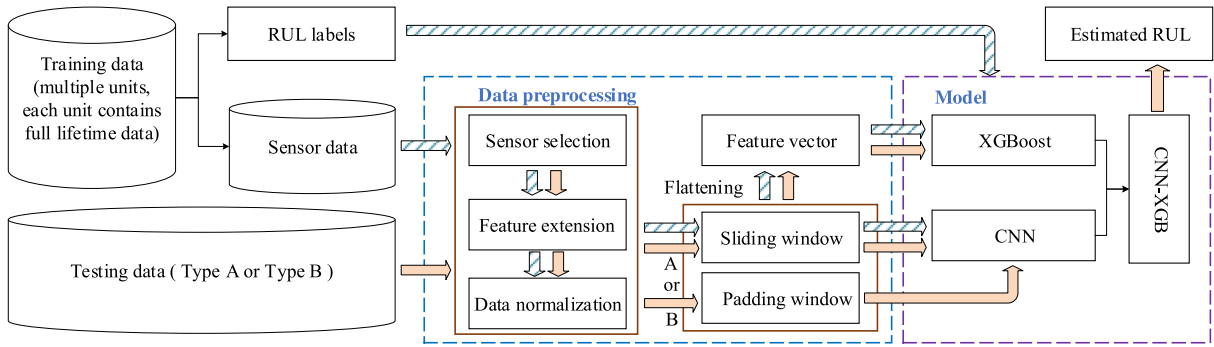 Training data
(multiple units,
each unit contains
full lifetime data)
RUL labels
Sensor data
Testing data ( Type A or Type B )
Data preprocessing
Sensor selection
Feature extension
Data normalization
Feature vector
Flattening
Sliding window
A
or
B
Padding window
Model
XGBoost
CNN
CNN-XGB
Estimated RUL